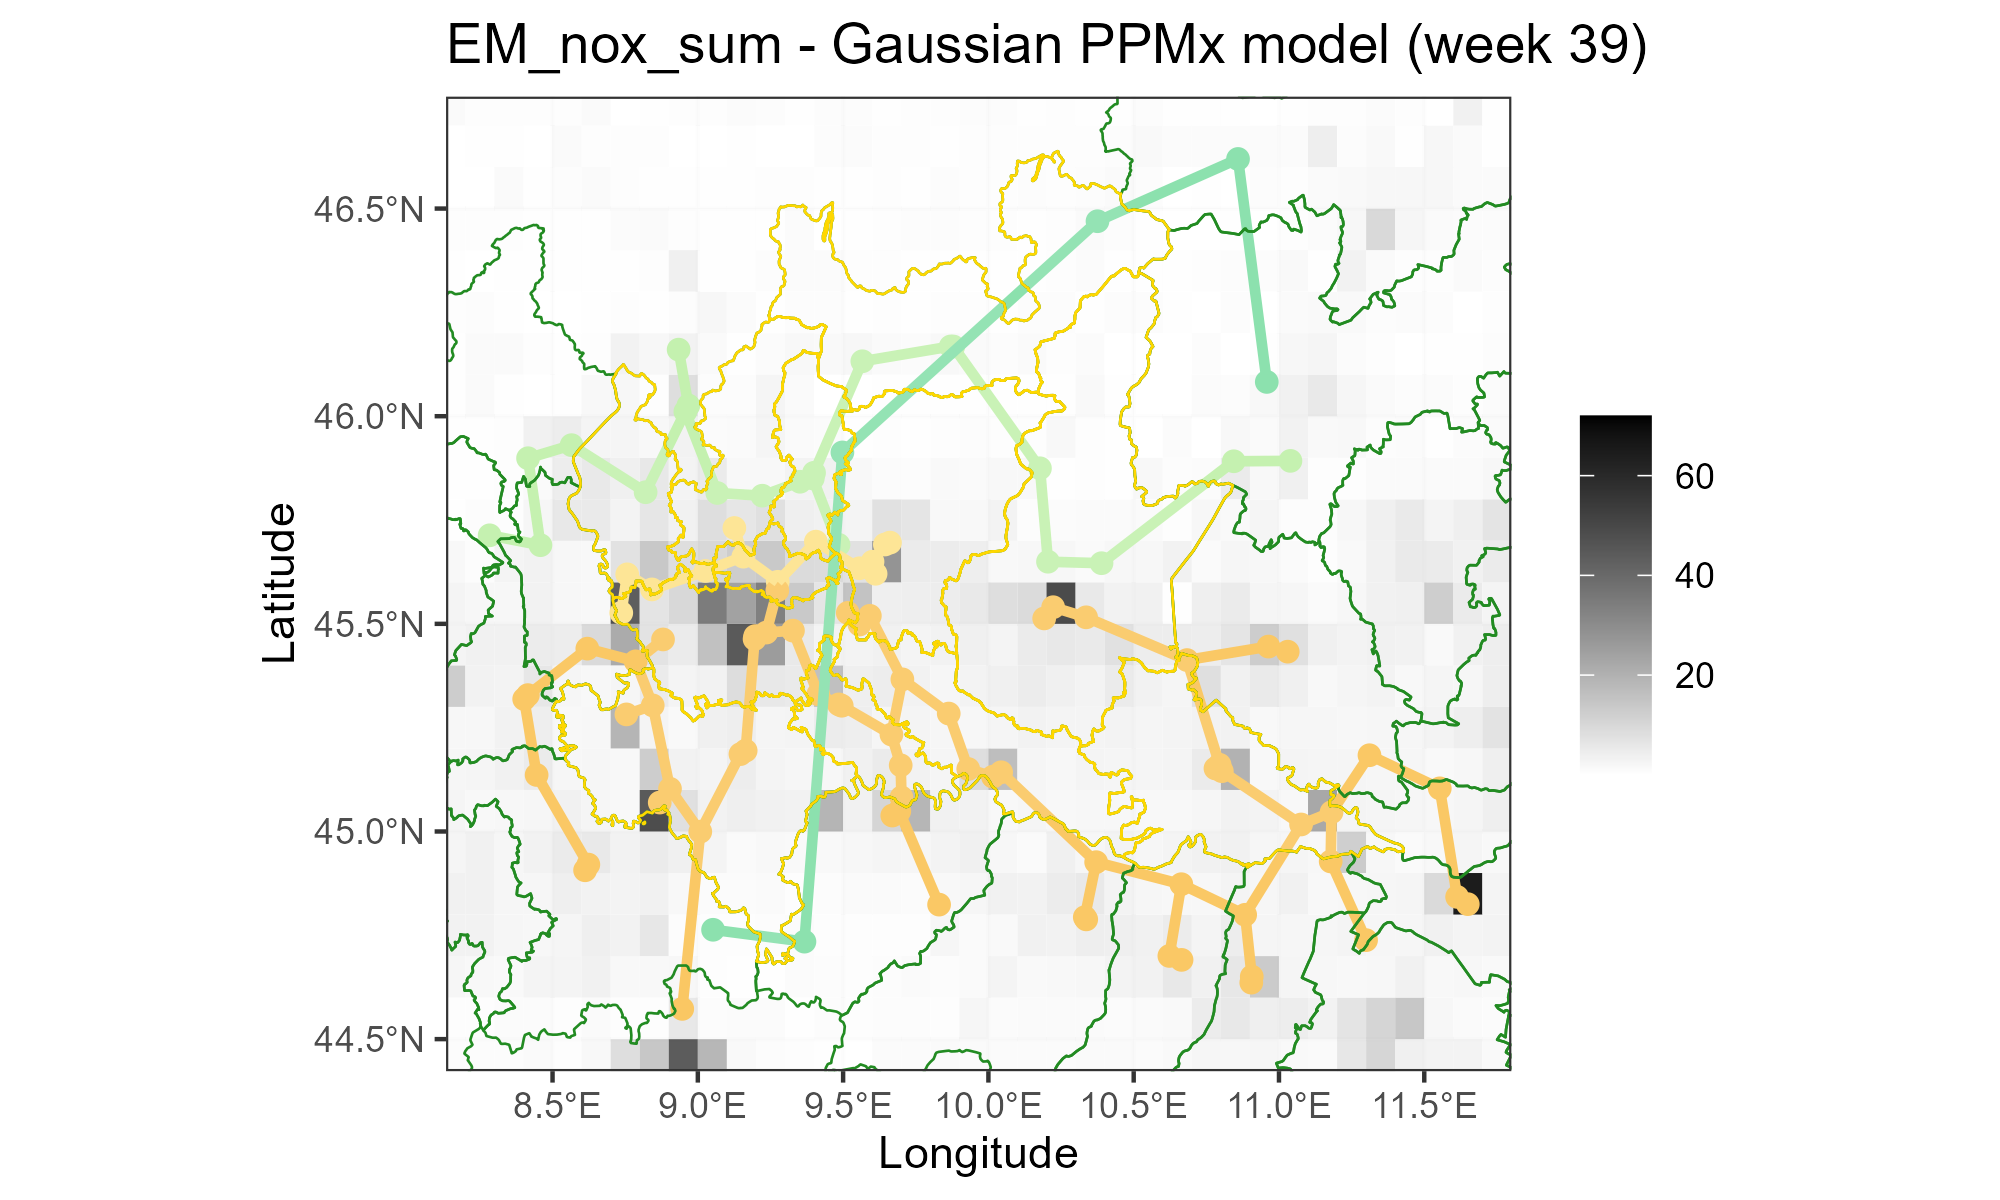 EM_nox_sum - Gaussian PPMx model (week 39)
46.5°N
46.0°N
45.5°N
45.0°N
44.5°N
Latitude
8.5°E 9.0°E 9.5°E 10.0°E 10.5°E 11.0°E 11.5°E
Longitude
60
40
20